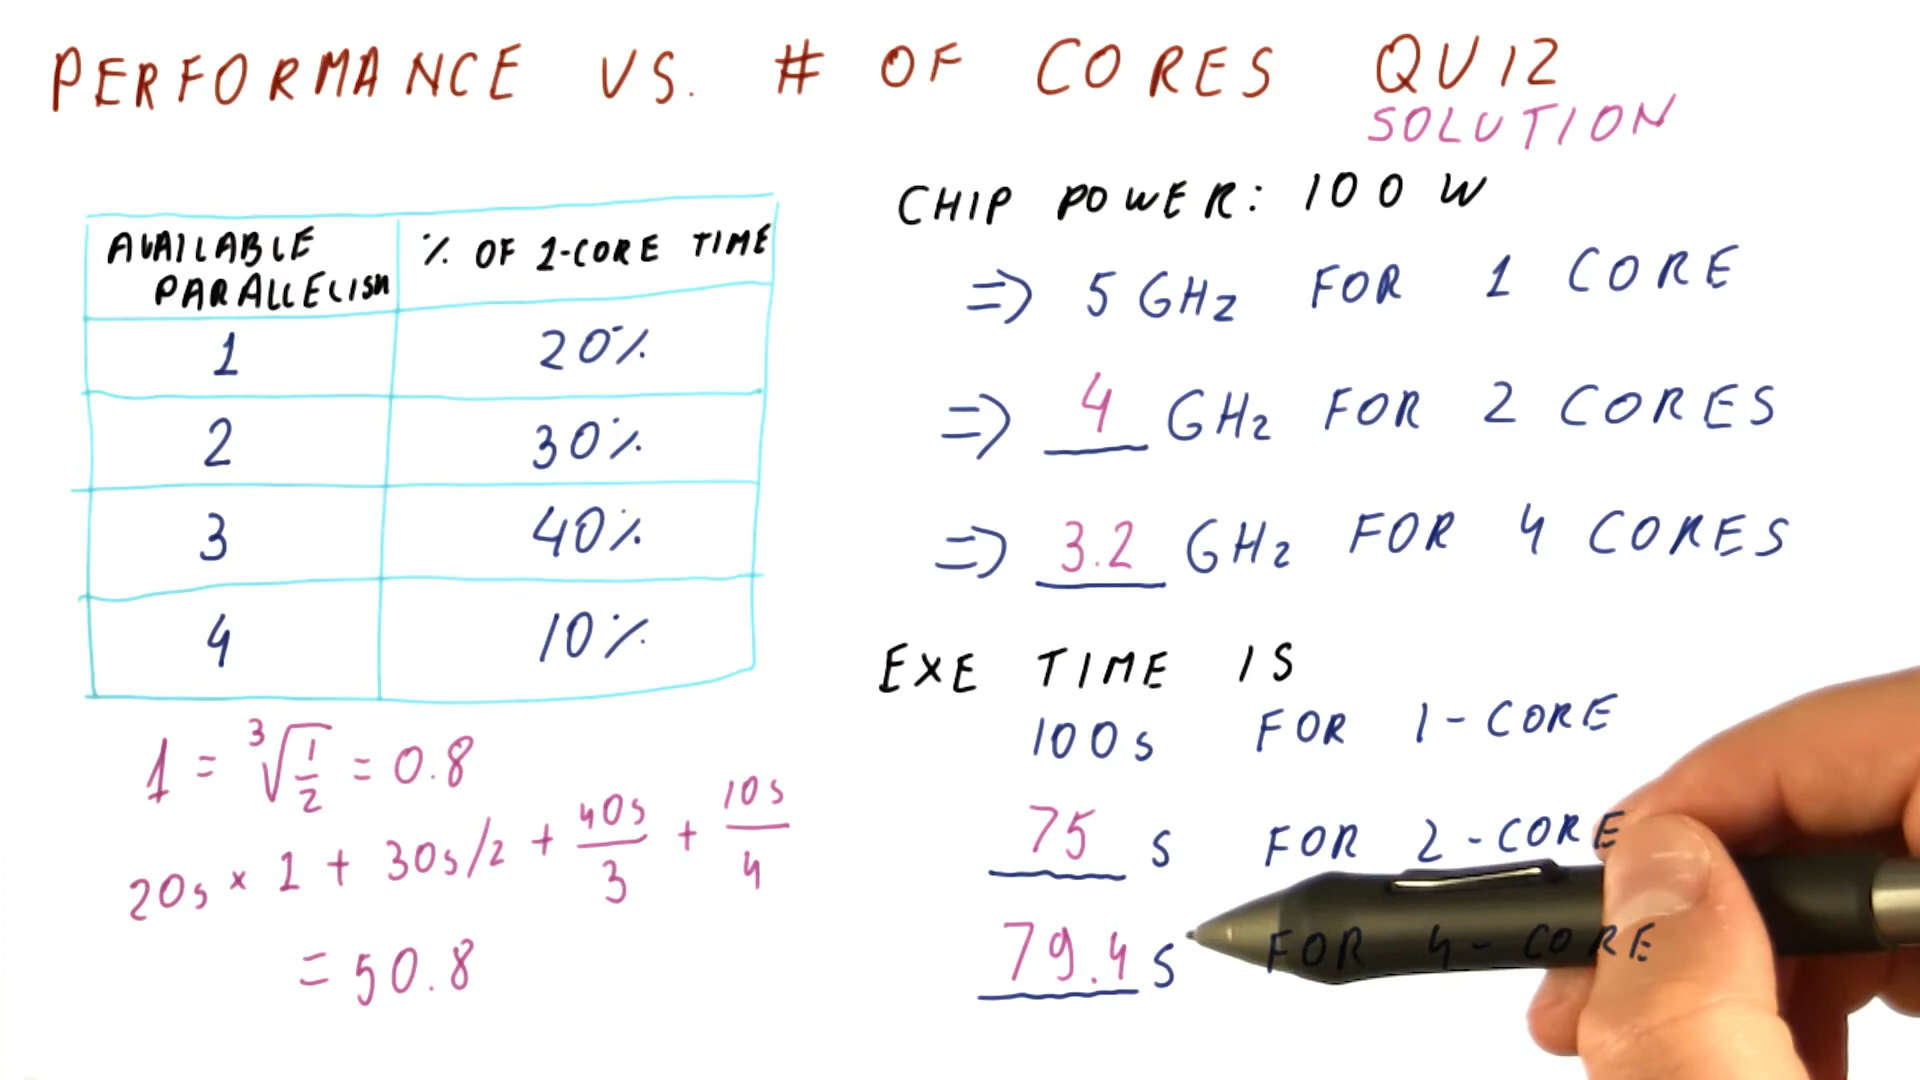 PERFORMANCE VS. # OF CORES QUIZ
SOLUTION
AVAILABLE PARALLELISM
% OF 1-CORE TIME
1 20%
2 30%
3 40%
4 10%
1 = ∛(1/2) = 0.8
20s × 1 + 30s/2 + 40s/3 + 10s/4
= 50.8
CHIP POWER: 100 W
=> 5 GHz FOR 1 CORE
=> 4 GHz FOR 2 CORES
=> 3.2 GHz FOR 4 CORES
EXE TIME IS
100s FOR 1-CORE
75 s FOR 2-CORE
79.4 s FOR 4-CORE